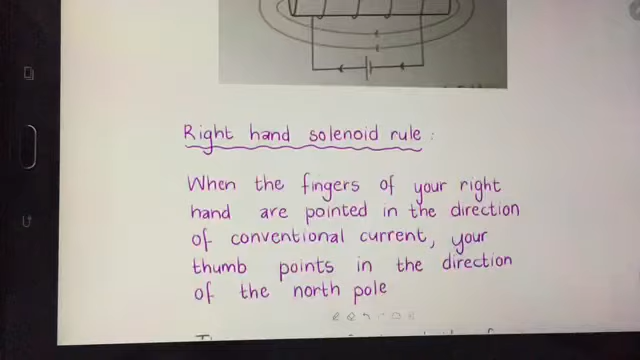 Right hand solenoid rule :
When the fingers of your right
hand are pointed in the direction
of conventional current, your
thumb points in the direction
of the north pole